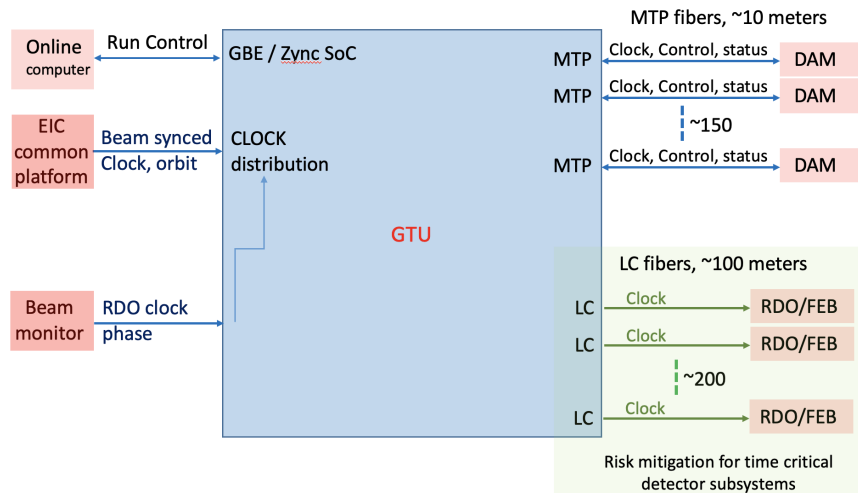 MTP fibers, ~10 meters
Online
computer
Run Control
GBE / Zync SoC
MTP
Clock, Control, status
DAM
MTP
Clock, Control, status
DAM
~150
EIC
common
platform
Beam synced
Clock, orbit
CLOCK
distribution
MTP
Clock, Control, status
DAM
GTU
LC fibers, ~100 meters
Beam
monitor
RDO clock
phase
LC
Clock
RDO/FEB
LC
Clock
RDO/FEB
~200
LC
Clock
RDO/FEB
Risk mitigation for time critical
detector subsystems